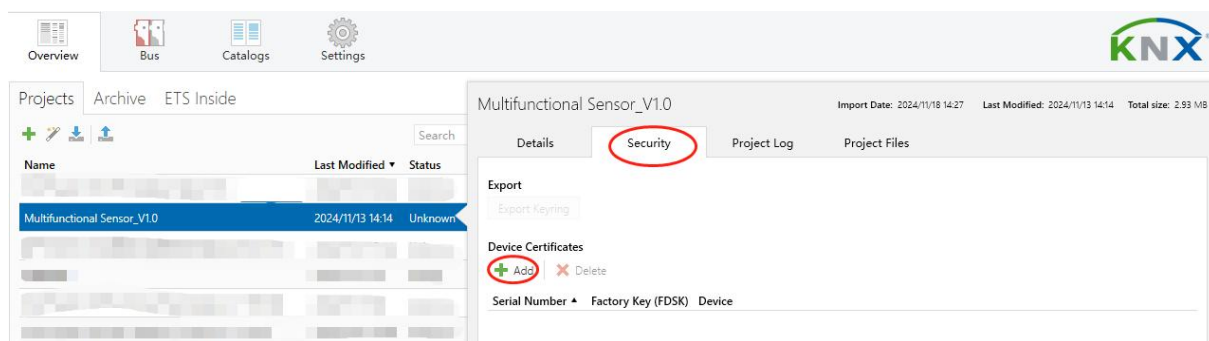 Overview Bus Catalogs Settings
KNX
Projects Archive ETS Inside
Search
Name Last Modified Status
Multifunctional Sensor_V1.0 2024/11/13 14:14 Unknown
Multifunctional Sensor_V1.0 Import Date: 2024/11/18 14:27 Last Modified: 2024/11/13 14:14 Total size: 2.93 MB
Details Security Project Log Project Files
Export
Export Keyring
Device Certificates
Add Delete
Serial Number Factory Key (FDSK) Device